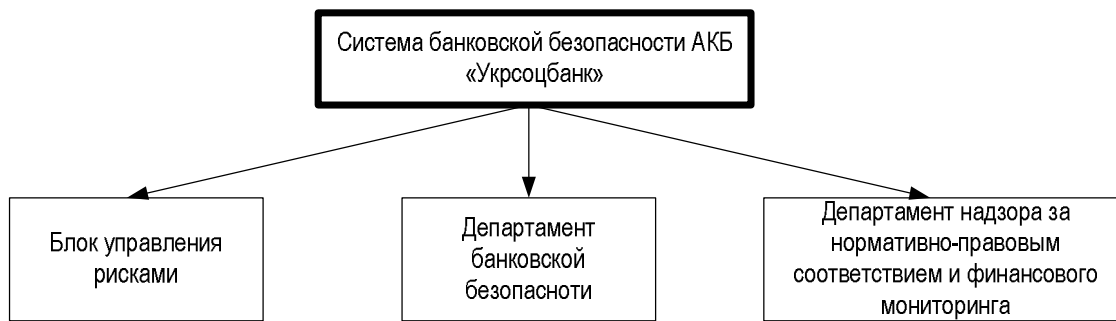 Система банковской безопасности АКБ
«Укрсоцбанк»
Блок управления
рисками
Департамент
банковской
безопасноти
Департамент надзора за
нормативно-правовым
соответствием и финансового
мониторинга